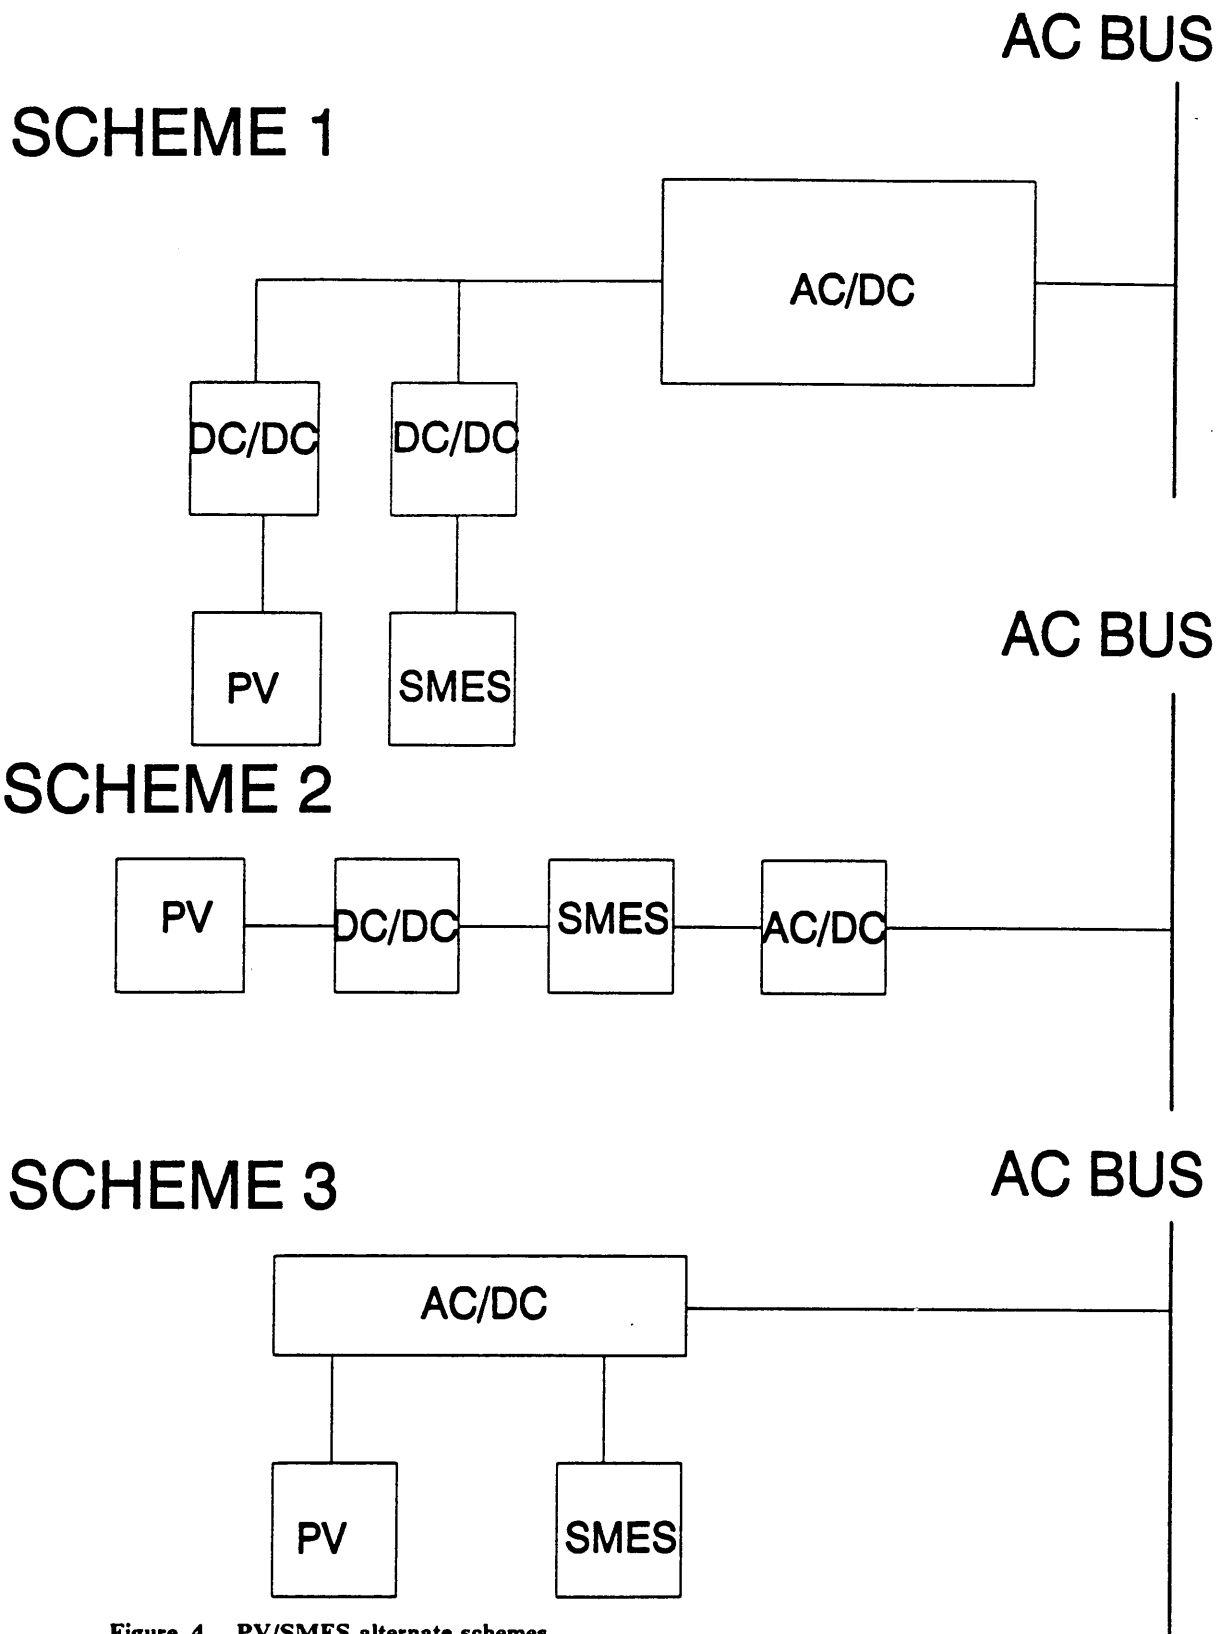 AC BUS
SCHEME 1
AC/DC
DC/DC DC/DC
PV SMES
AC BUS
SCHEME 2
PV DC/DC SMES AC/DC
SCHEME 3
AC BUS
AC/DC
PV SMES
Figure 4 PV/SMES alternate schemes